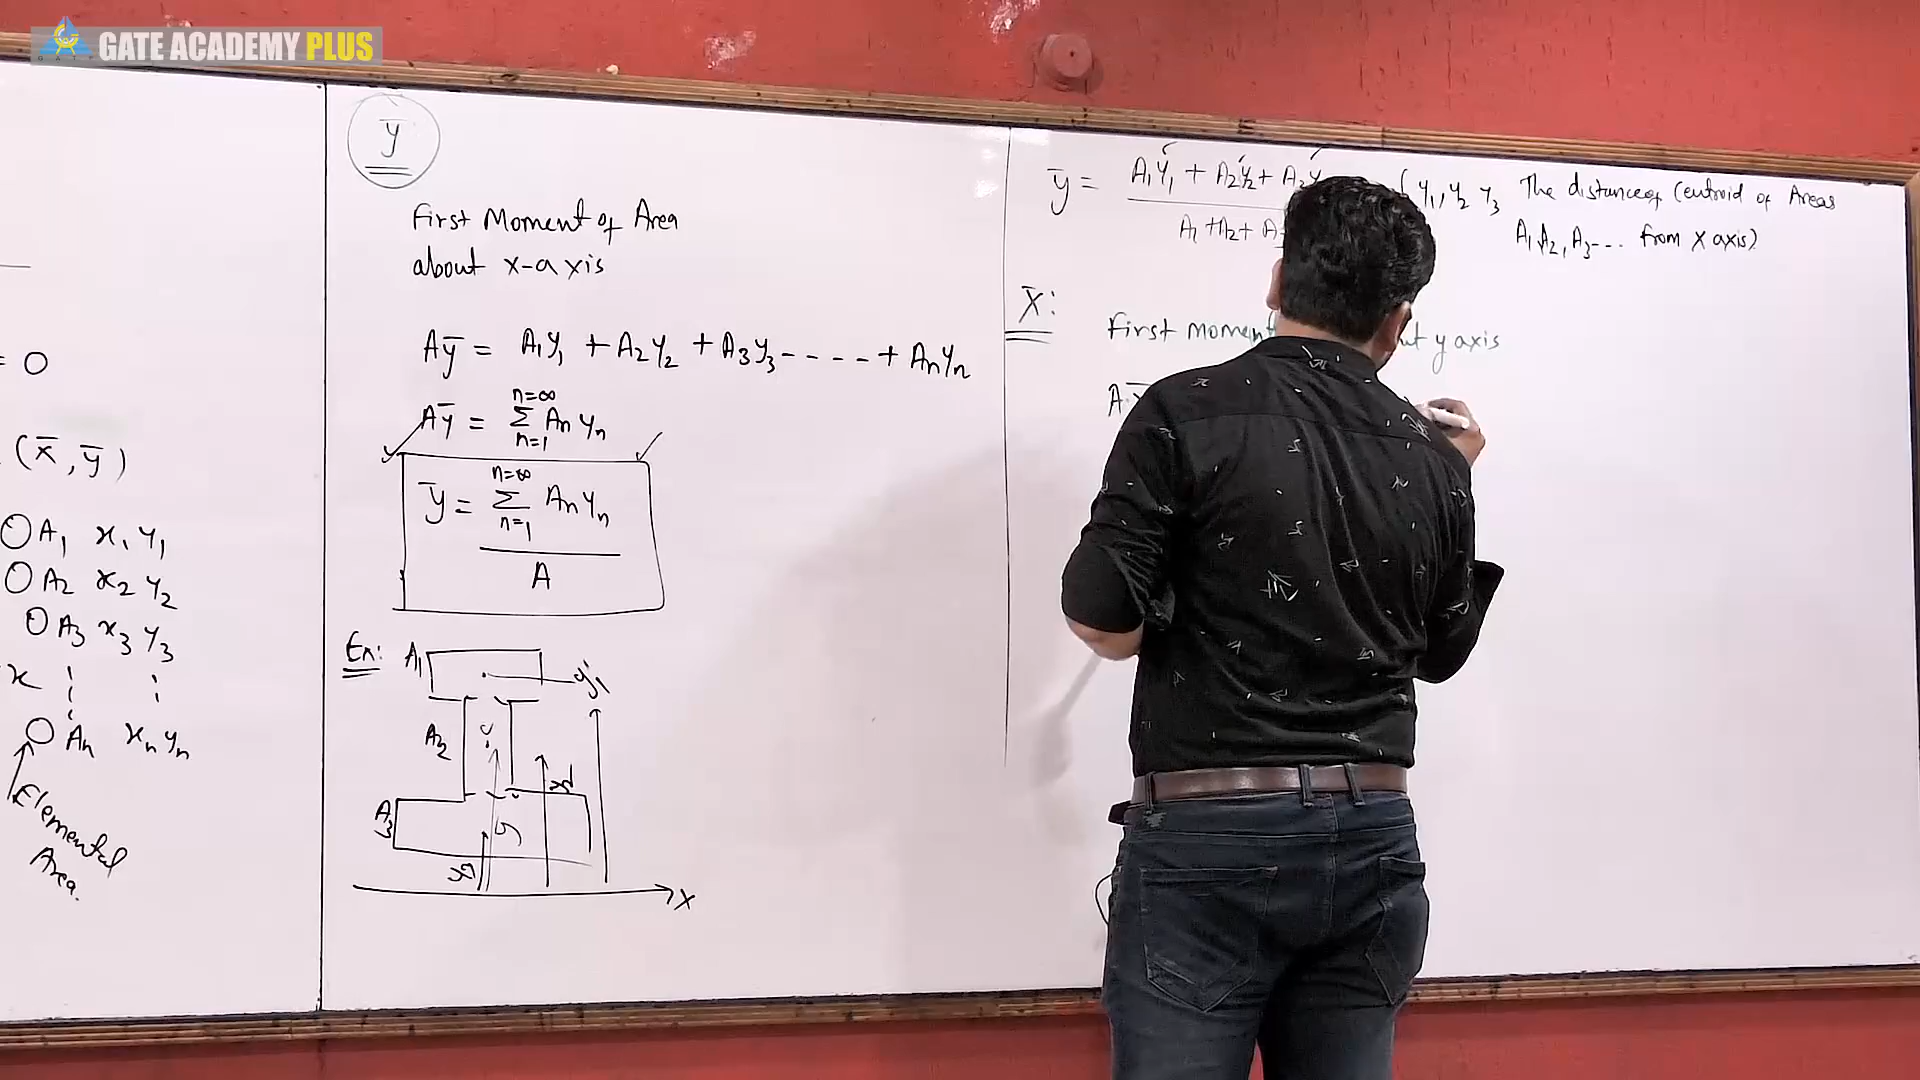 GATE ACADEMY PLUS
= 0
(x̄, ȳ)
A₁ x₁ y₁
A₂ x₂ y₂
A₃ x₃ y₃
x
Aₙ xₙ yₙ
Elemental
Area.
ȳ
First Moment of Area
about x-axis
Aȳ = A₁y₁ + A₂y₂ + A₃y₃ ----- + Aₙyₙ
n=∞
Aȳ = Σ Aₙyₙ
n=1
n=∞
ȳ = Σ Aₙyₙ
n=1
A
Ex:
A₁
y₁
A₂
A₃
x
ȳ = A₁y₁ + A₂y₂ + A₃y
A₁ + A₂ + A₃
y₁, y₂ y₃ The distance of Centroid of Areas
A₁ A₂, A₃--- from X axis)
X̄:
First Momen y axis
A